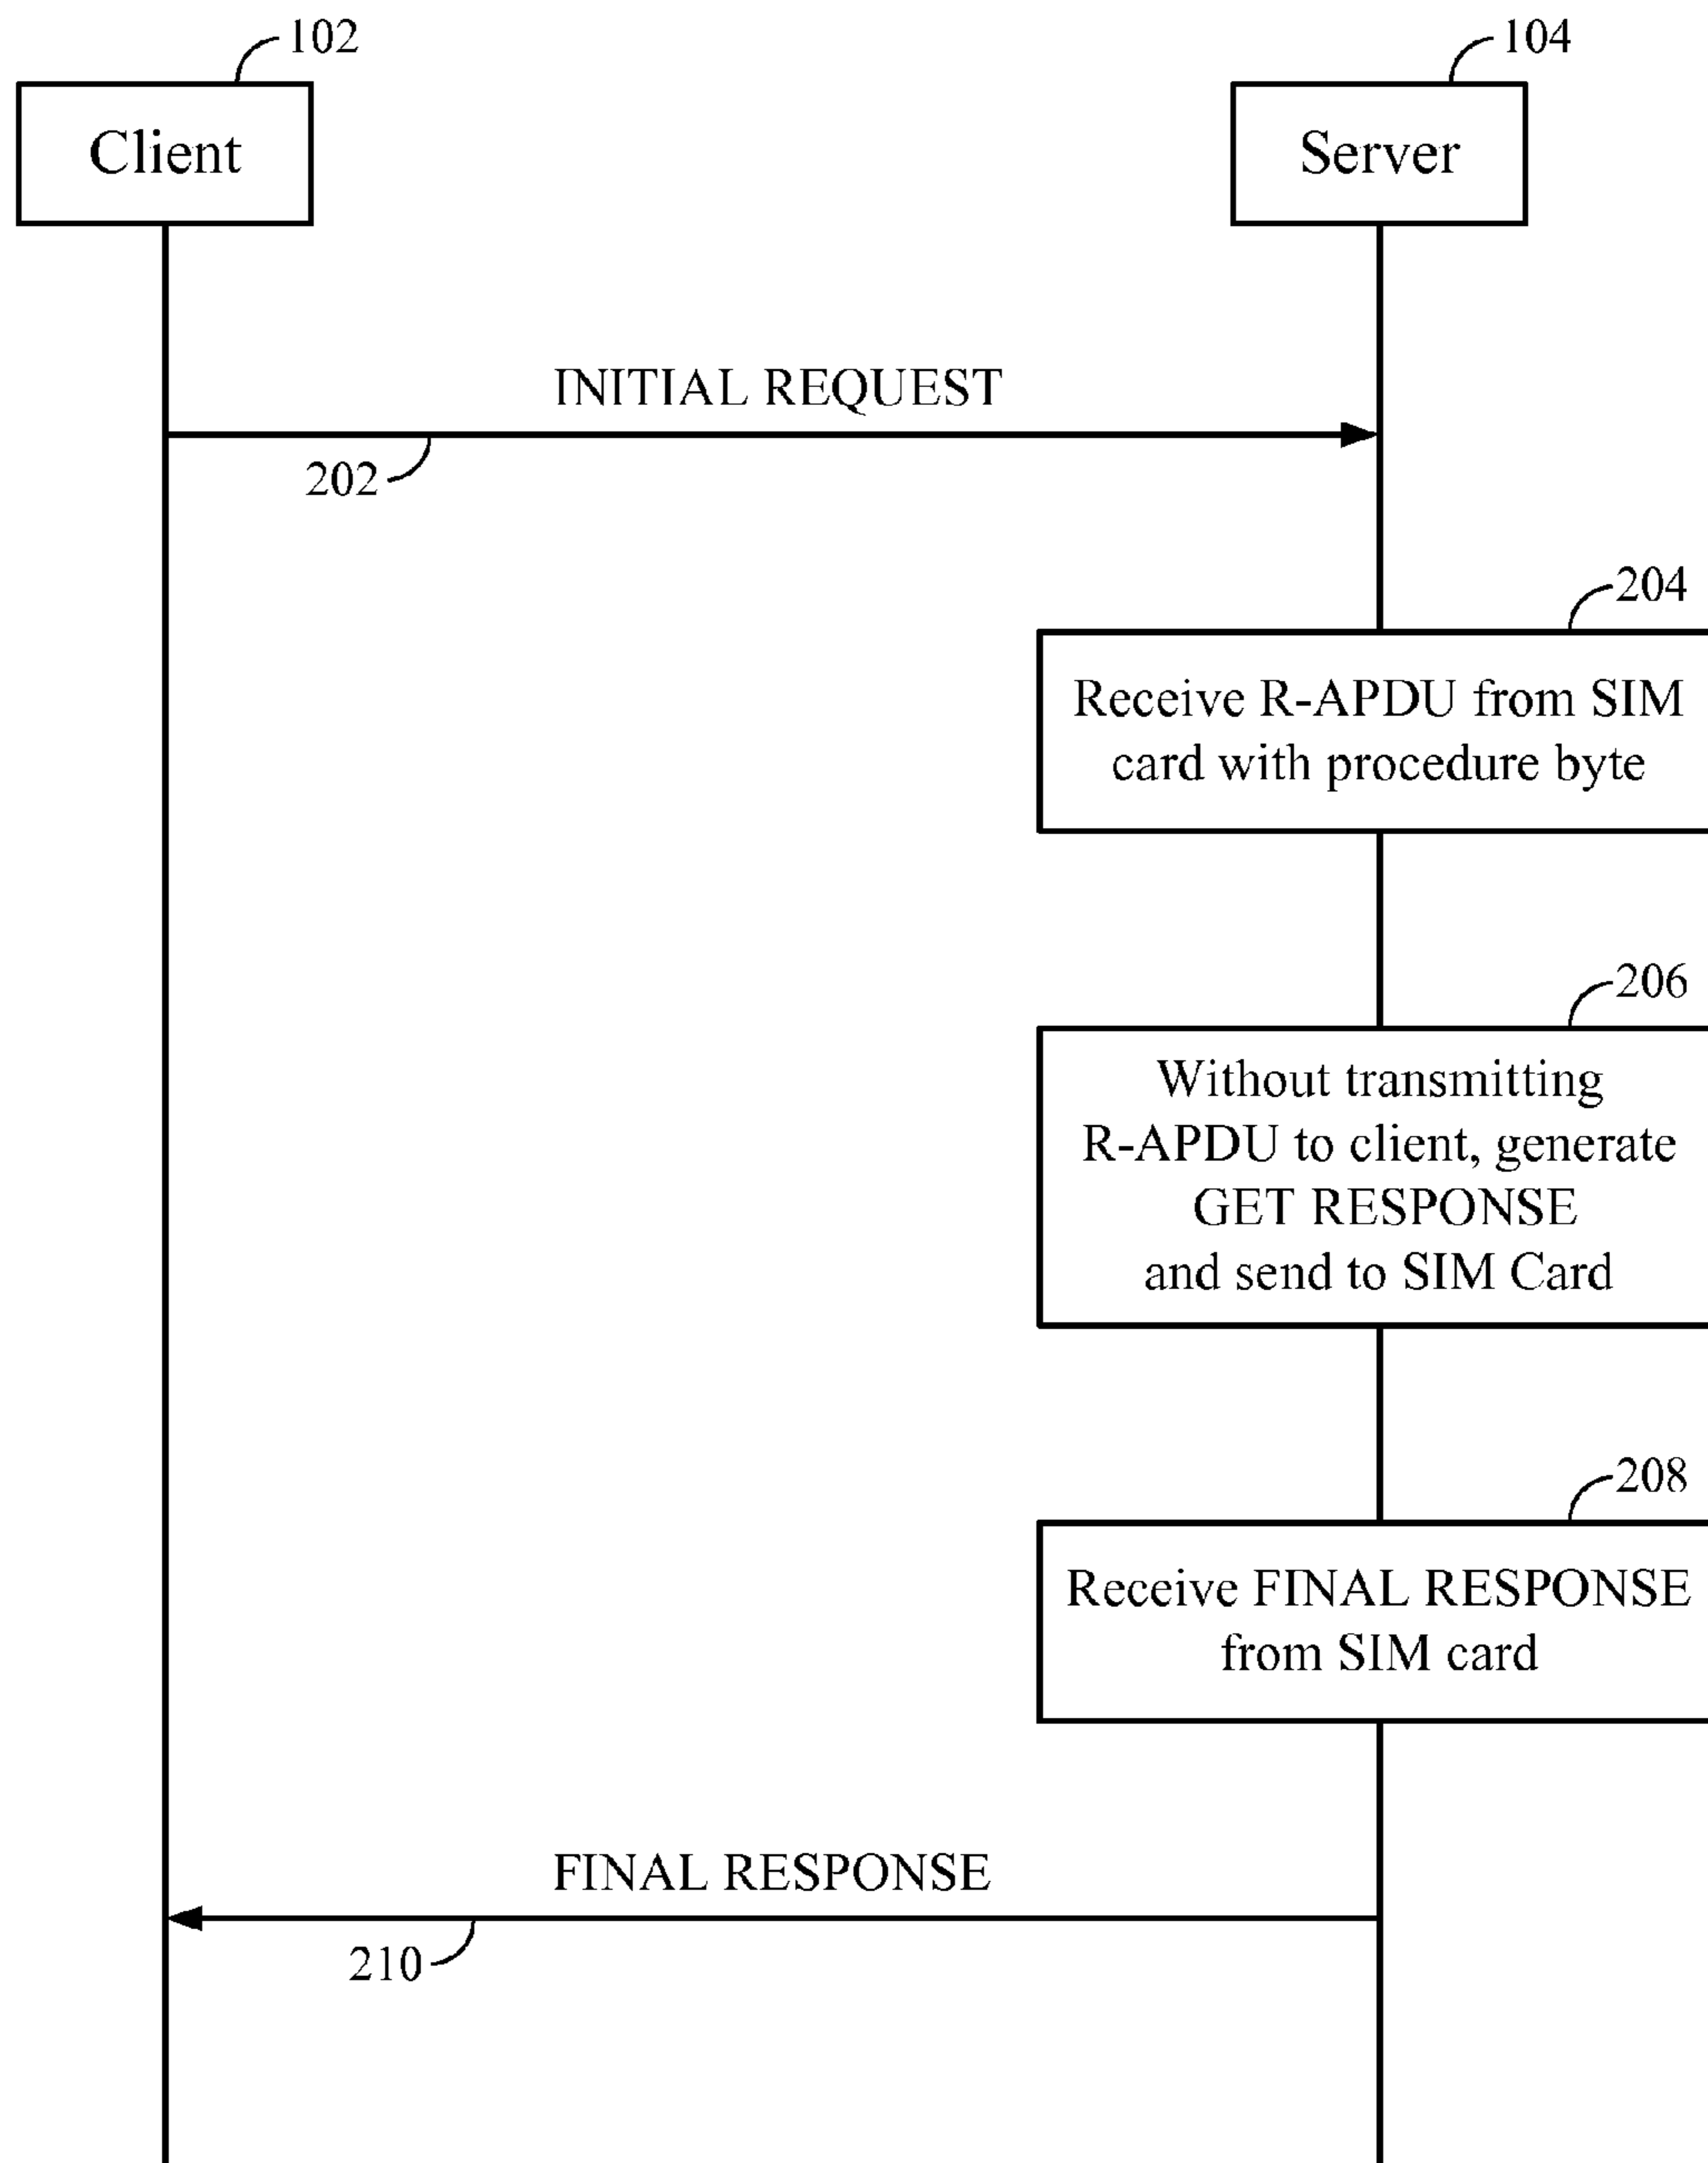 102
104
Client
Server
INITIAL REQUEST
202
204
Receive R-APDU from SIM
card with procedure byte
206
Without transmitting
R-APDU to client, generate
GET RESPONSE
and send to SIM Card
208
Receive FINAL RESPONSE
from SIM card
FINAL RESPONSE
210